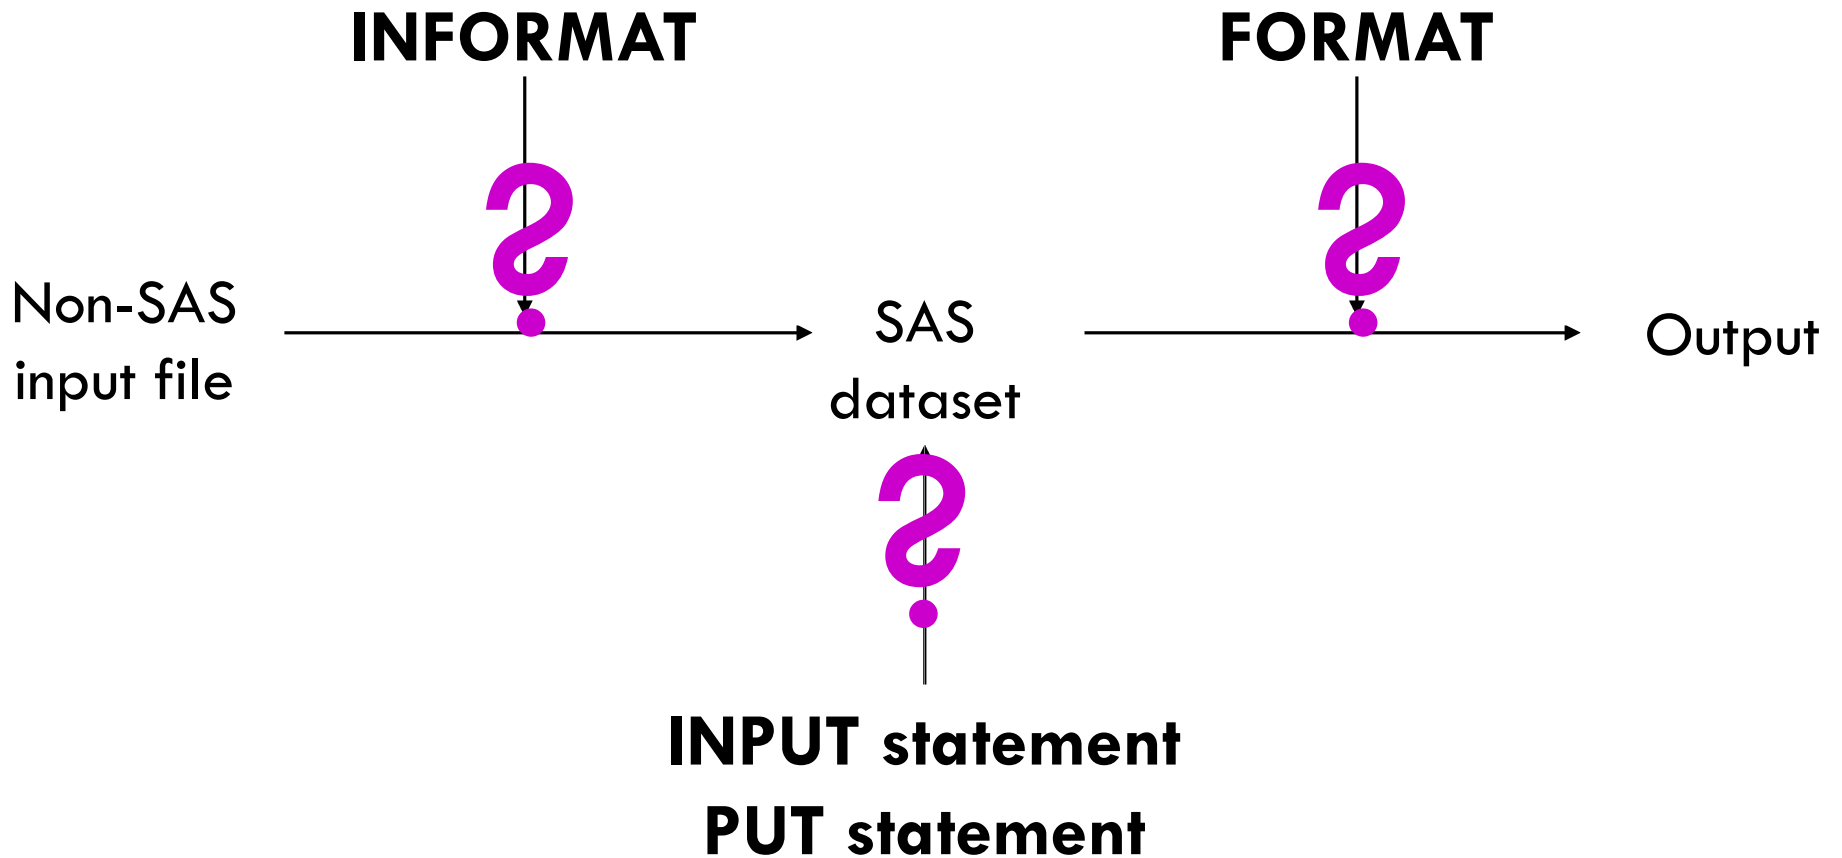 INFORMAT
FORMAT
?
?
Non-SAS
input file
SAS
dataset
Output
?
INPUT statement
PUT statement